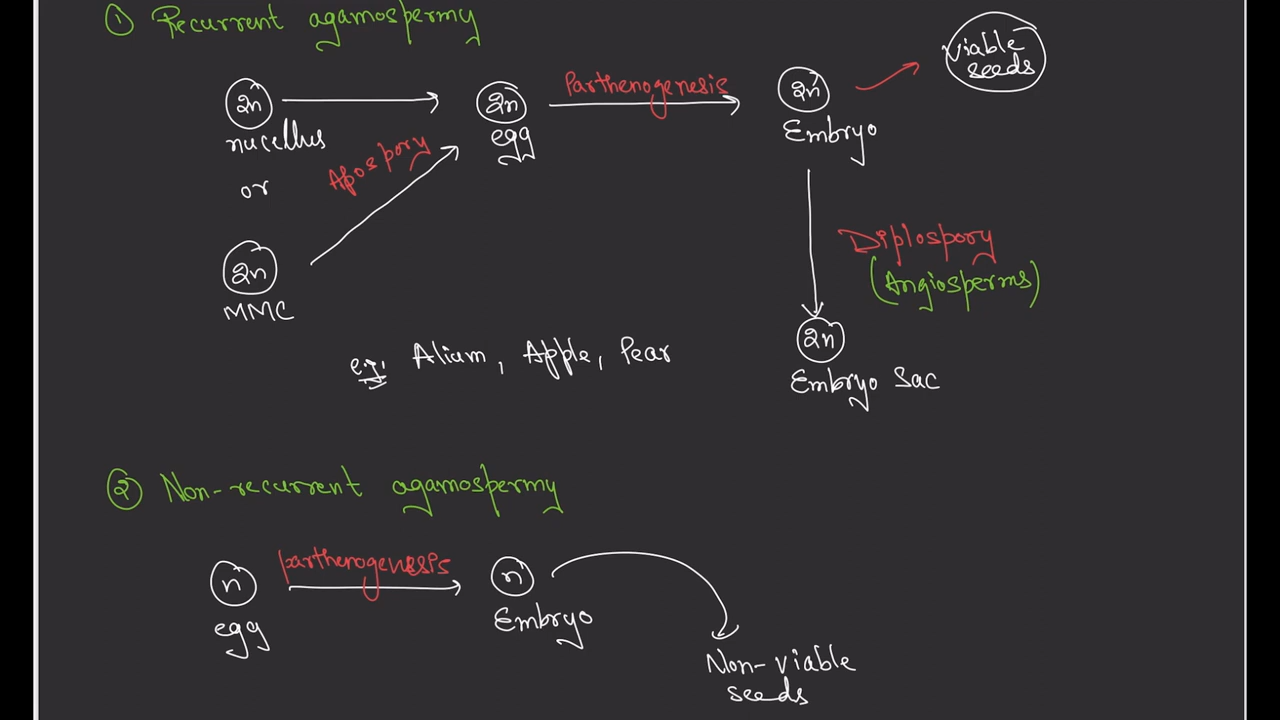 ① Recurrent agamospermy
viable
seeds
2n
nucellus
or
2n
MMC
Apospory
2n
egg
Parthenogenesis
2n
Embryo
Diplospory
(Angiosperms)
2n
Embryo Sac
e.g. Alium, Apple, Pear
② Non-recurrent agamospermy
n
egg
parthenogenesis
n
Embryo
Non-viable
seeds